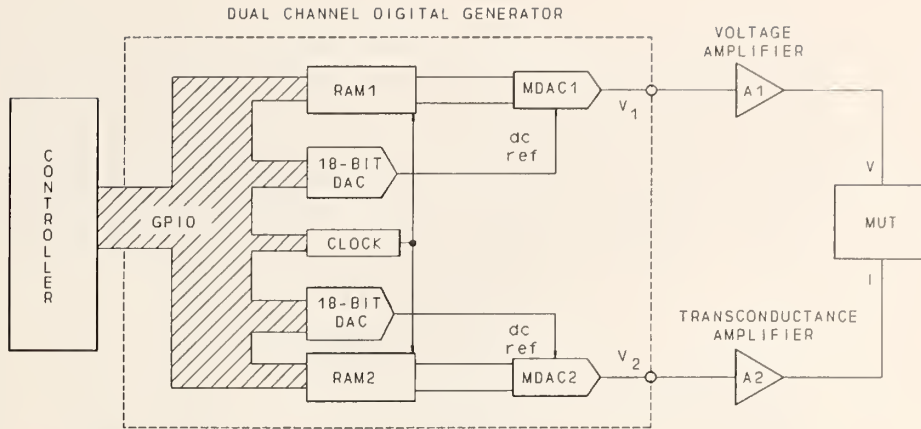 DUAL CHANNEL DIGITAL GENERATOR
VOLTAGE
AMPLIFIER
CONTROLLER
GPIO
RAM1
MDAC1
V1
A1
dc
ref
18-BIT
DAC
CLOCK
V
MUT
I
18-BIT
DAC
dc
ref
TRANSCONDUCTANCE
AMPLIFIER
RAM2
MDAC2
V2
A2